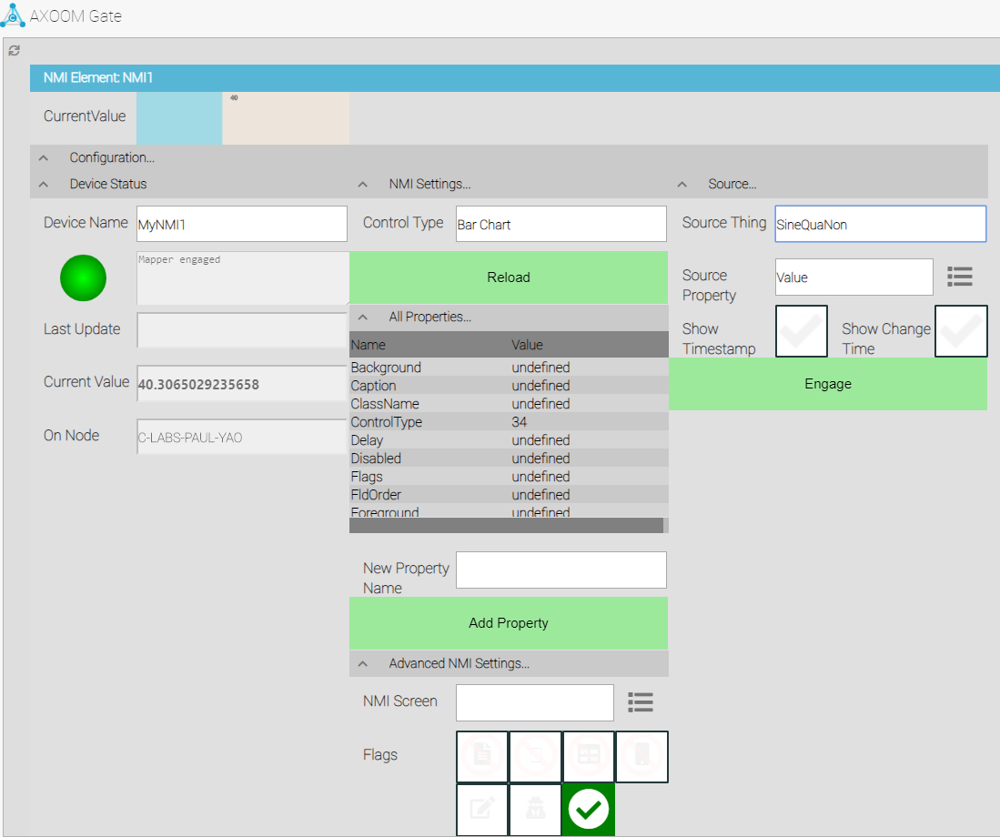 AXOOM Gate
NMI Element: NMI1
CurrentValue
40
Configuration...
Device Status
Device Name
MyNMI1
Mapper engaged
Last Update
Current Value
40.3065029235658
On Node
C-LABS-PAUL-YAO
NMI Settings...
Control Type
Bar Chart
Reload
All Properties...
Name Value
Background undefined
Caption undefined
ClassName undefined
ControlType 34
Delay undefined
Disabled undefined
Flags undefined
FldOrder undefined
Foreground undefined
New Property
Name
Add Property
Advanced NMI Settings...
NMI Screen
Flags
Source...
Source Thing
SineQuaNon
Source
Property
Value
Show
Timestamp
Show Change
Time
Engage